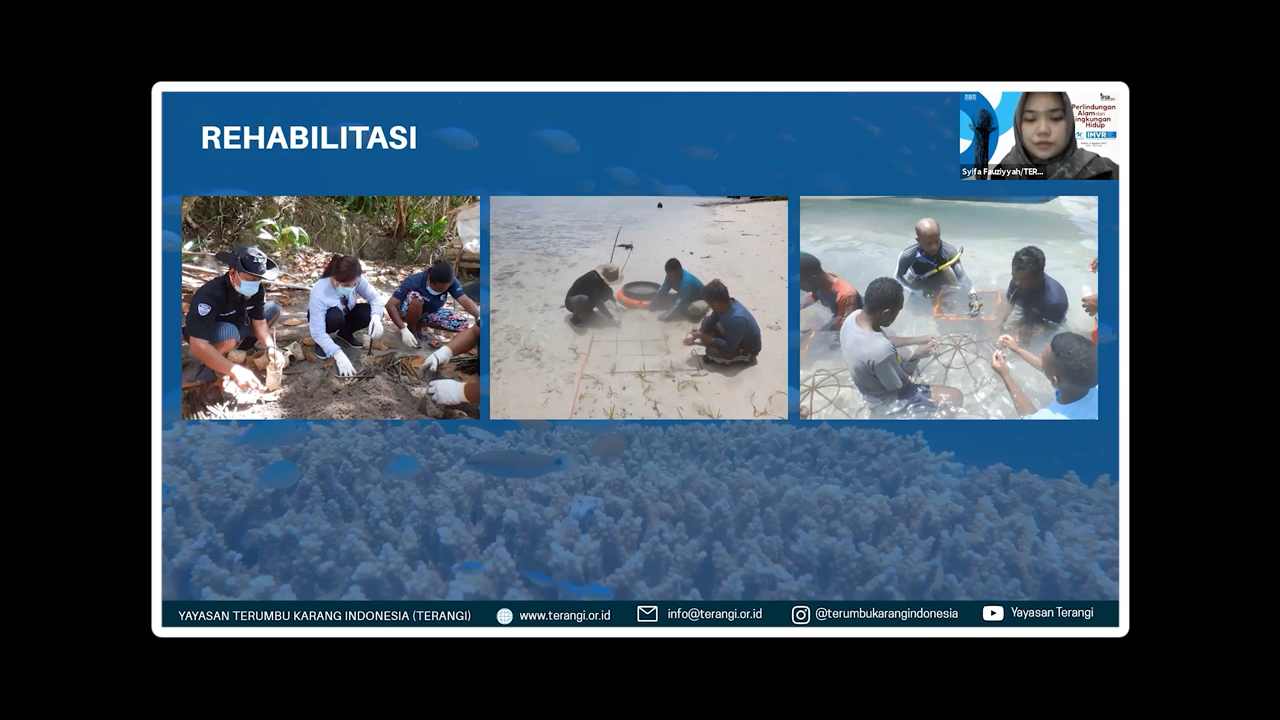 REHABILITASI
Perlindungan
Alam dan
Lingkungan
Hidup
IMVR
Syifa Fauziyyah/TER...
YAYASAN TERUMBU KARANG INDONESIA (TERANGI)
www.terangi.or.id
info@terangi.or.id
@terumbukarangindonesia
Yayasan Terangi